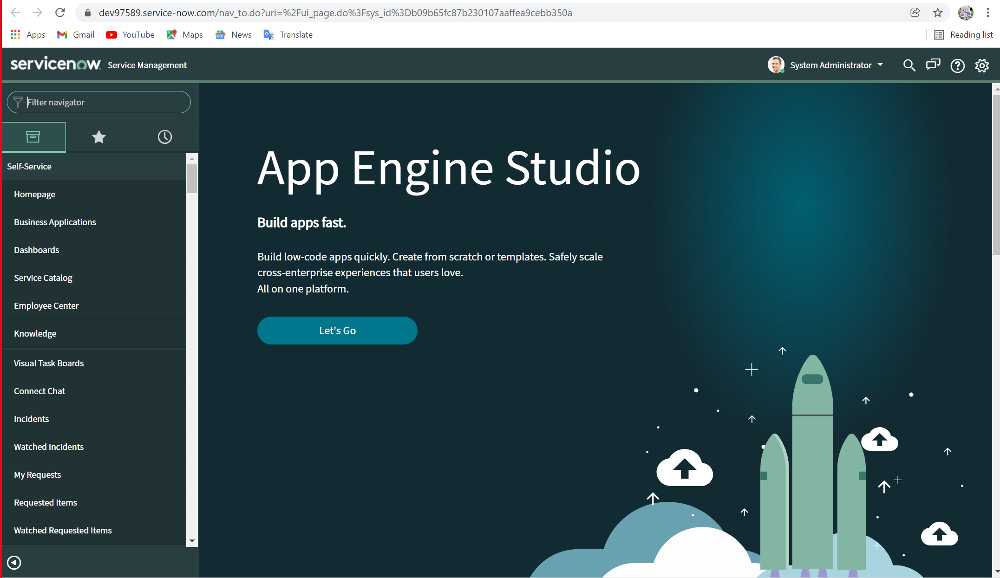 dev97589.service-now.com/nav_to.do?uri=%2Fui_page.do%3Fsys_id%3Db09b65fc87b230107aaffea9cebb350a
Apps Gmail YouTube Maps News Translate Reading list
servicenow Service Management System Administrator
Filter navigator
Self-Service
Homepage
Business Applications
Dashboards
Service Catalog
Employee Center
Knowledge
Visual Task Boards
Connect Chat
Incidents
Watched Incidents
My Requests
Requested Items
Watched Requested Items
App Engine Studio
Build apps fast.
Build low-code apps quickly. Create from scratch or templates. Safely scale
cross-enterprise experiences that users love.
All on one platform.
Let's Go